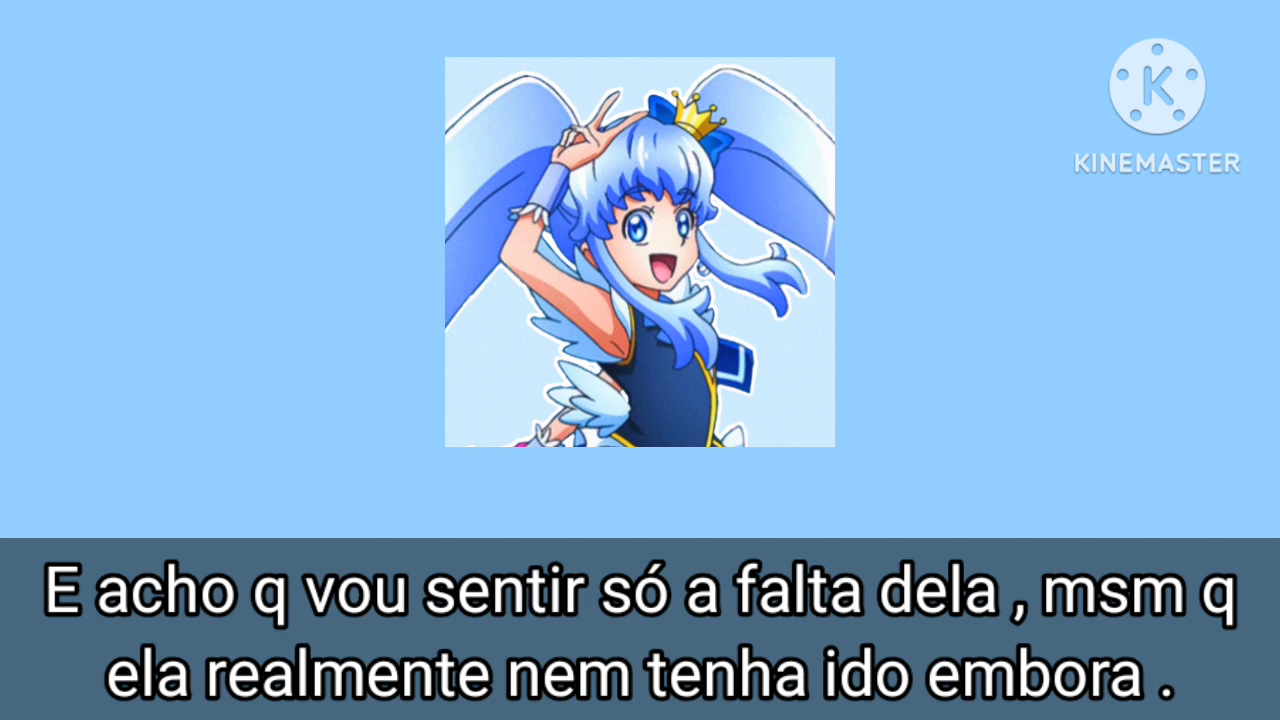 KINEMASTER
E acho q vou sentir só a falta dela , msm q
ela realmente nem tenha ido embora .